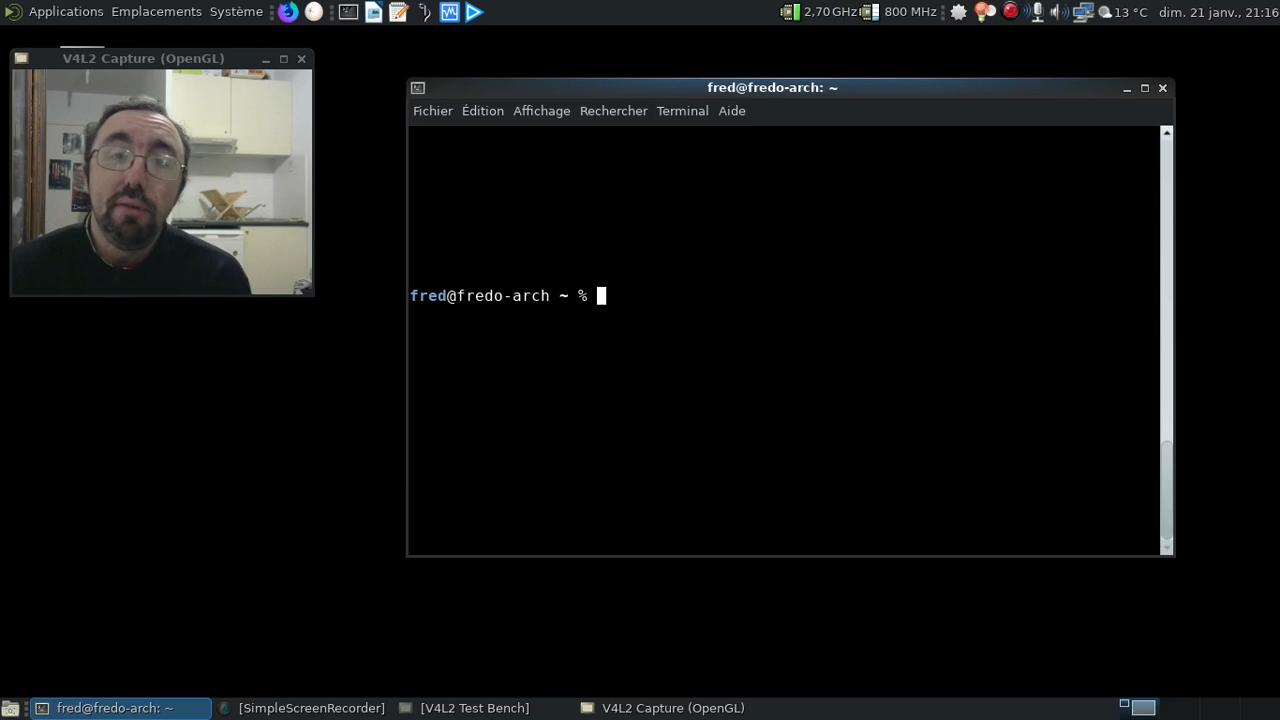 Applications Emplacements Système 2,70 GHz 800 MHz 13 °C dim. 21 janv., 21:16
V4L2 Capture (OpenGL)
fred@fredo-arch: ~
Fichier Édition Affichage Rechercher Terminal Aide
fred@fredo-arch ~ %
fred@fredo-arch: ~ [SimpleScreenRecorder] [V4L2 Test Bench] V4L2 Capture (OpenGL)